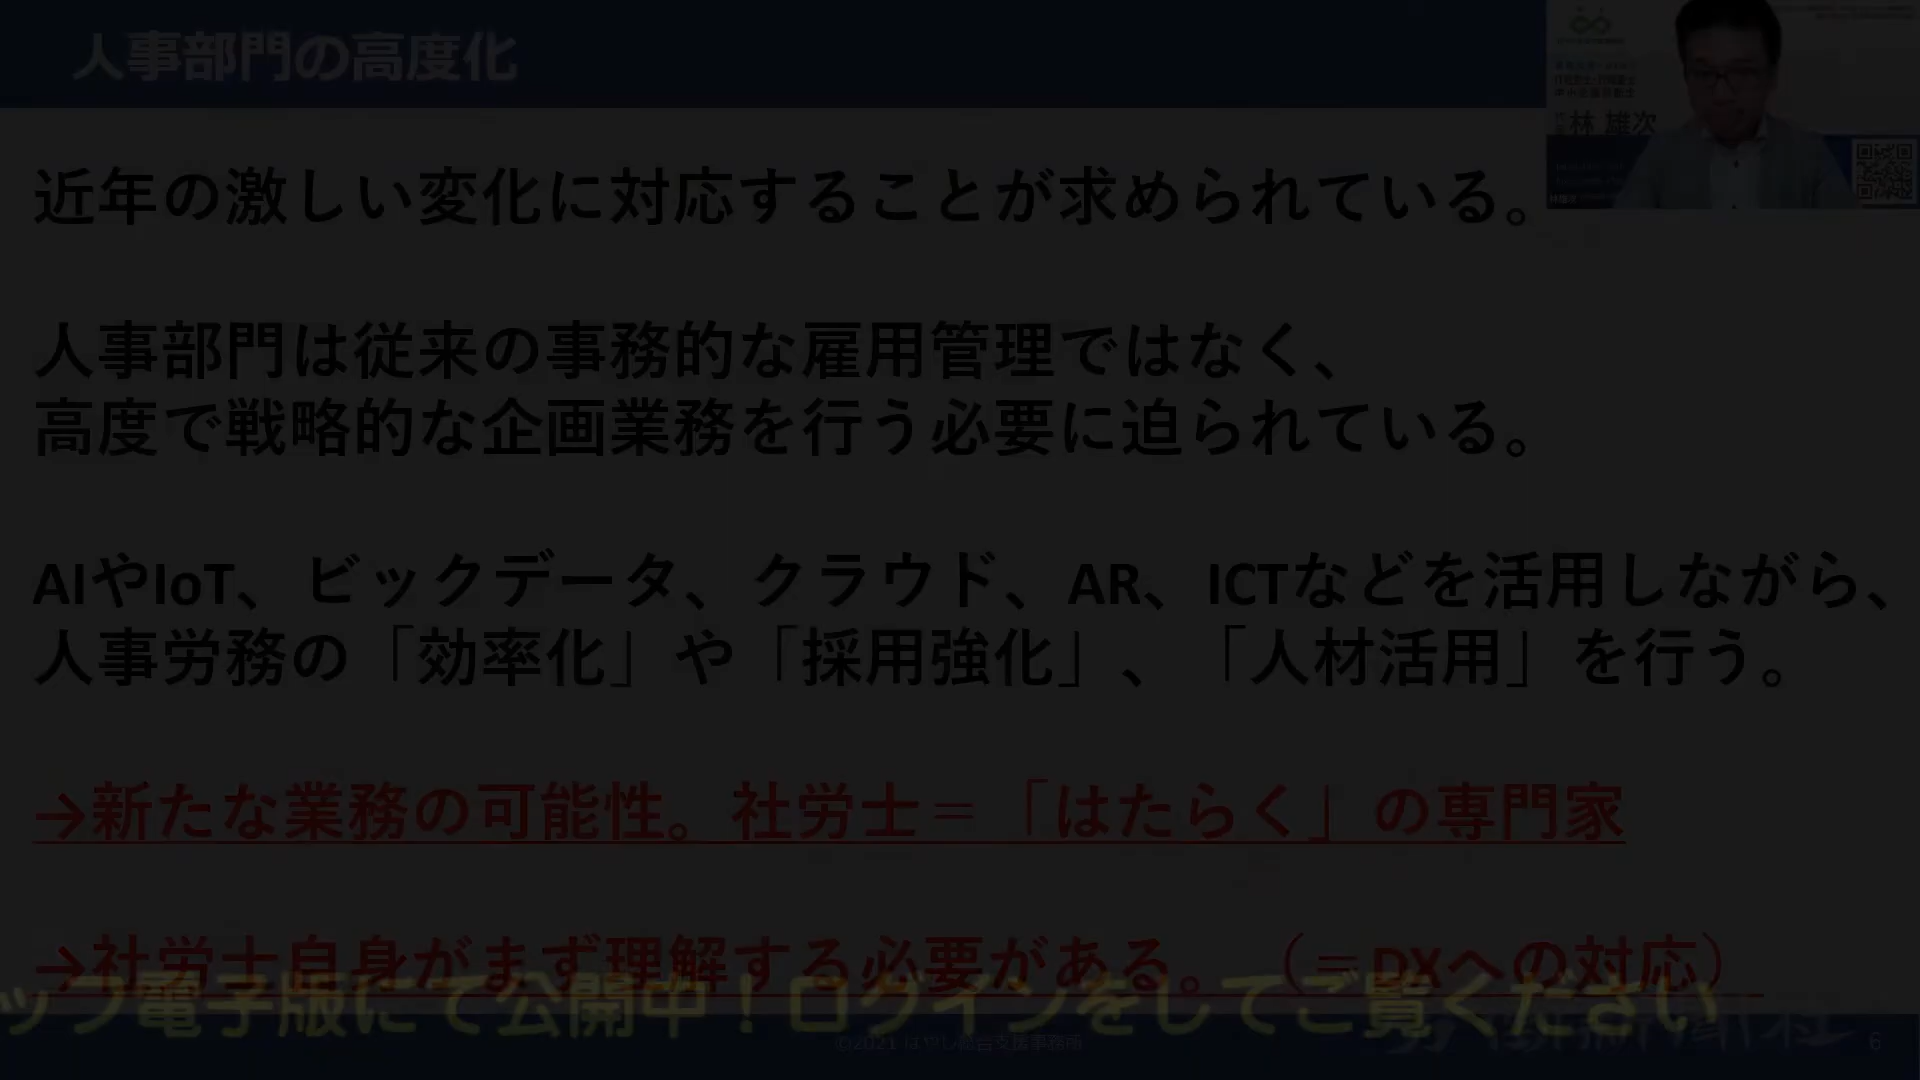 人事部門の高度化
林 雄次
近年の激しい変化に対応することが求められている。
人事部門は従来の事務的な雇用管理ではなく、
高度で戦略的な企画業務を行う必要に迫られている。
AIやIoT、ビックデータ、クラウド、AR、ICTなどを活用しながら、
人事労務の「効率化」や「採用強化」、「人材活用」を行う。
→新たな業務の可能性。社労士＝「はたらく」の専門家
→社労士自身がまず理解する必要がある。（＝DXへの対応）
ップ電子版にて公開中！ログインをしてご覧ください
©2021 はやし総合支援事務所
労働新聞社
6